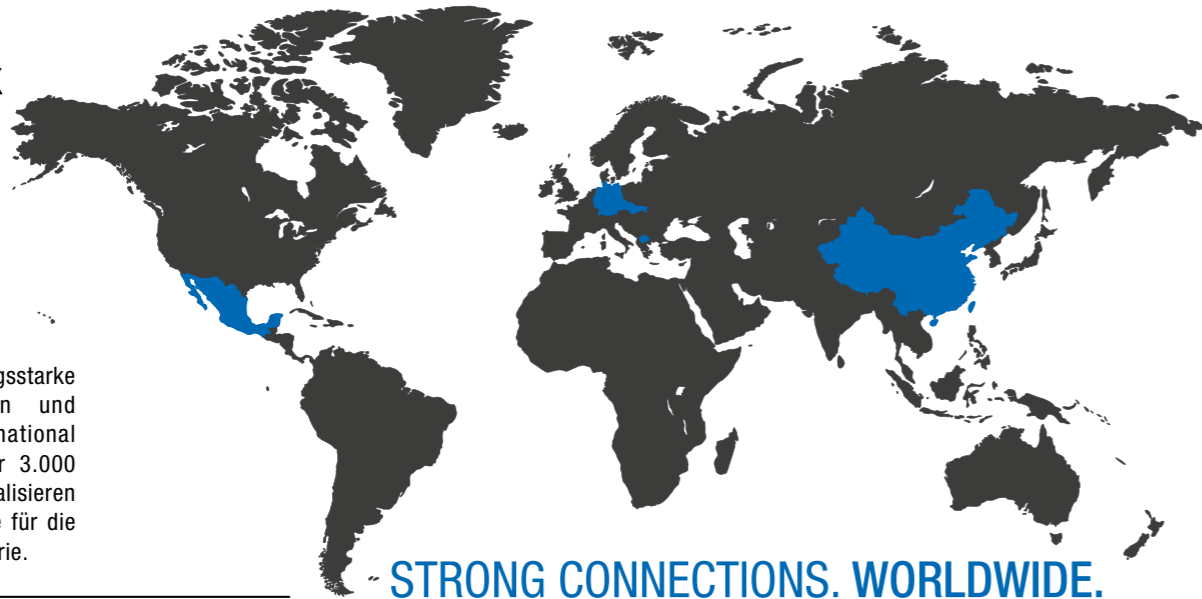 gsstarke
n und
national
r 3.000
alisieren
e für die
rie.
STRONG CONNECTIONS. WORLDWIDE.